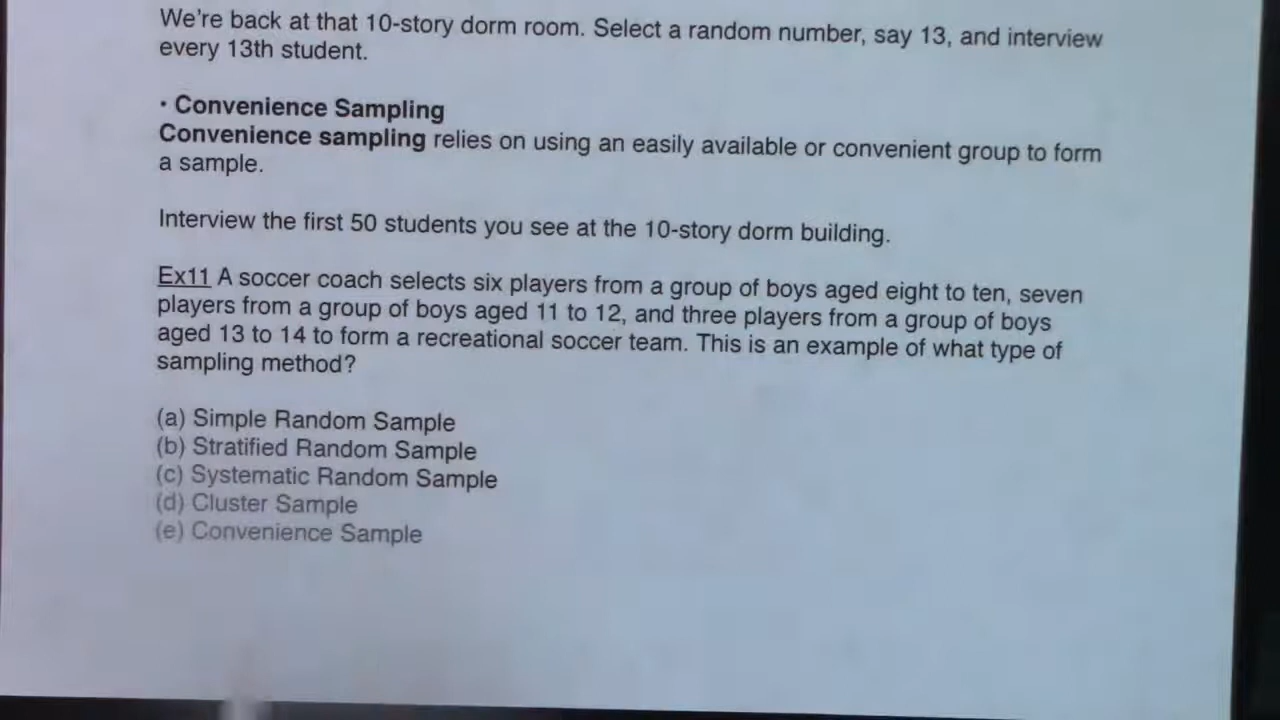 We're back at that 10-story dorm room. Select a random number, say 13, and interview
every 13th student.
• Convenience Sampling
Convenience sampling relies on using an easily available or convenient group to form
a sample.
Interview the first 50 students you see at the 10-story dorm building.
Ex11 A soccer coach selects six players from a group of boys aged eight to ten, seven
players from a group of boys aged 11 to 12, and three players from a group of boys
aged 13 to 14 to form a recreational soccer team. This is an example of what type of
sampling method?
(a) Simple Random Sample
(b) Stratified Random Sample
(c) Systematic Random Sample
(d) Cluster Sample
(e) Convenience Sample